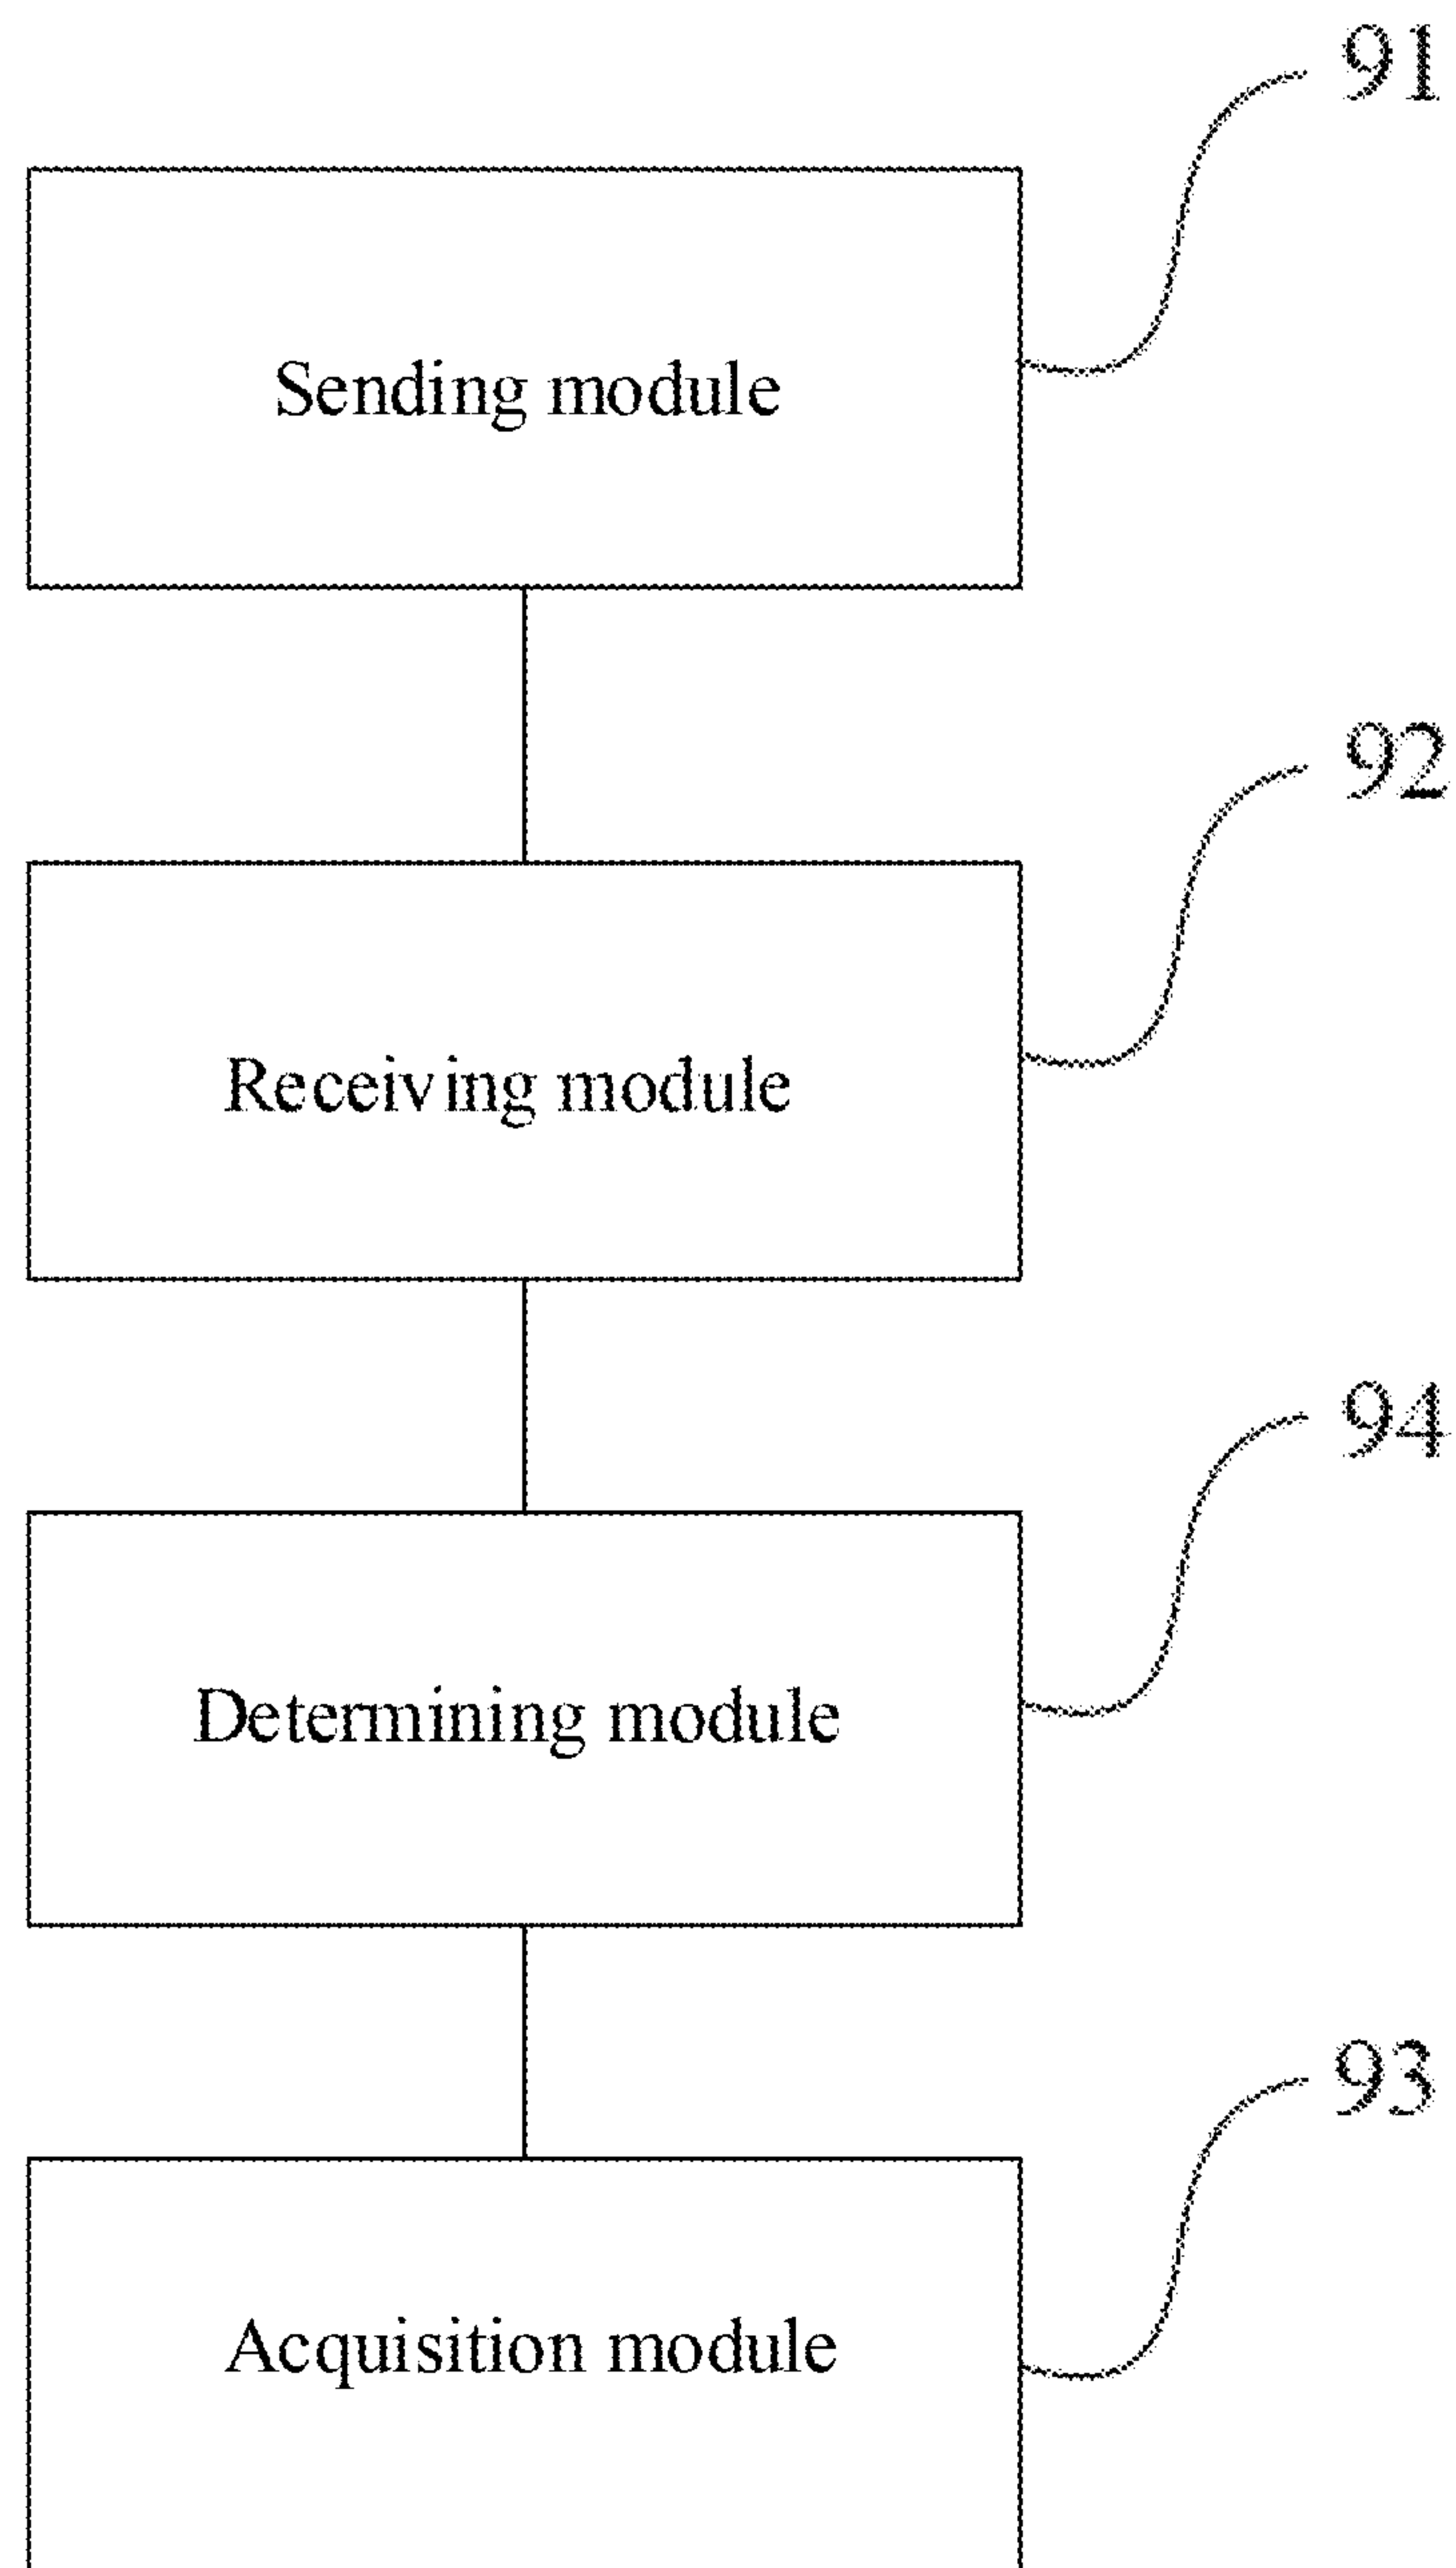 91
Sending module
92
Receiving module
94
Determining module
93
Acquisition module